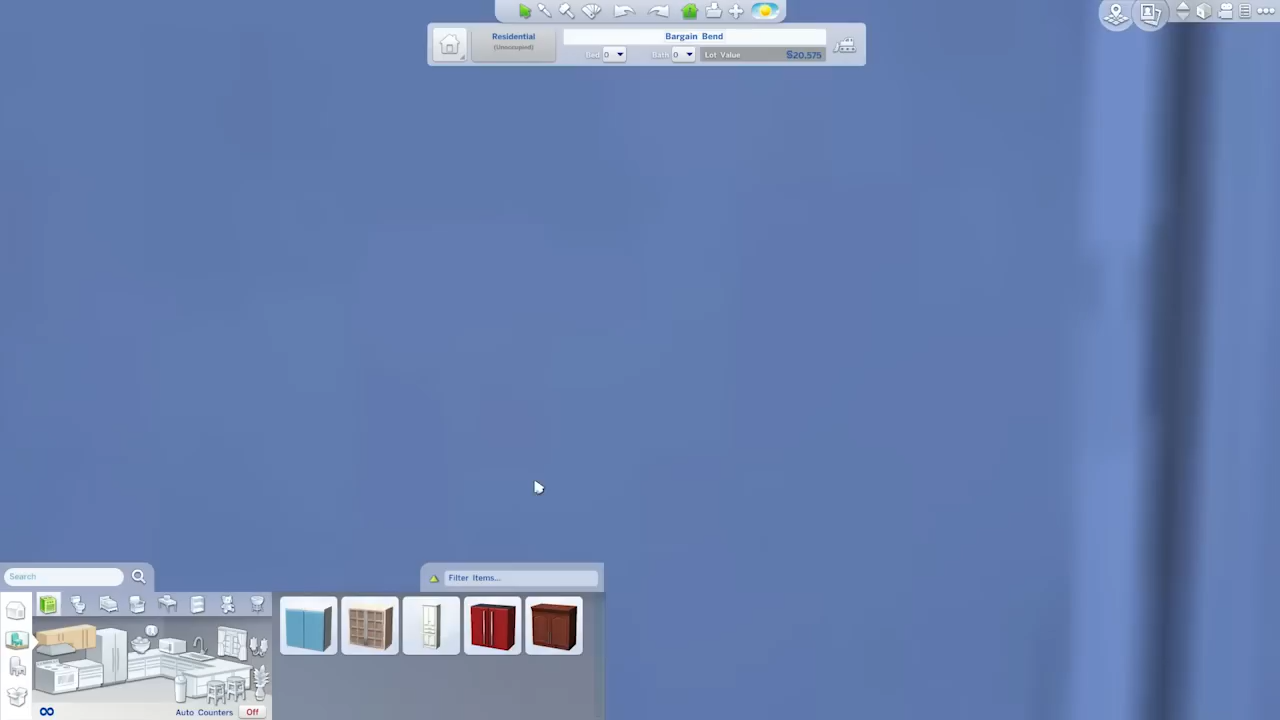 Residential
(Unoccupied)
Bargain Bend
Bed 0
Bath 0
Lot Value
§20,575
Search
Filter Items...
Auto Counters Off